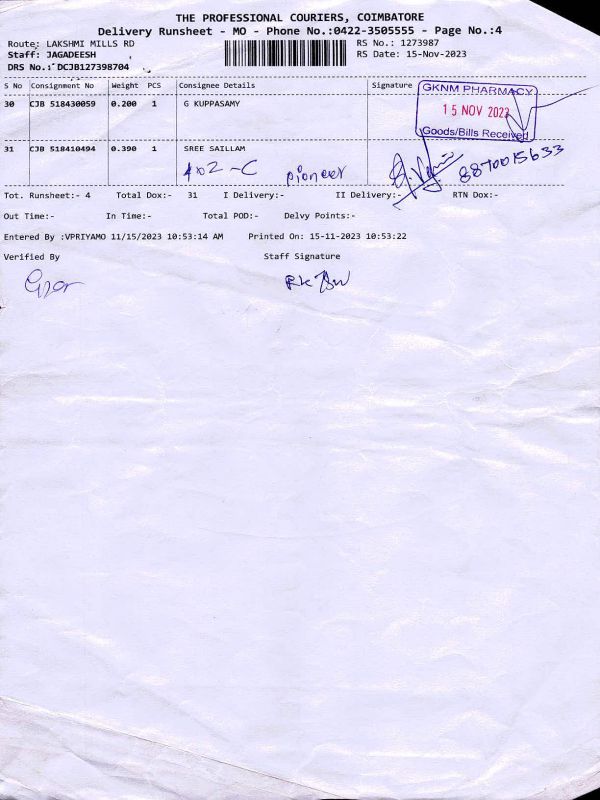 THE PROFESSIONAL COURIERS, COIMBATORE
Delivery Runsheet - MO - Phone No.:0422-3505555 - Page No.:4
Route: LAKSHMI MILLS RD RS No.: 1273987
Staff: JAGADEESH RS Date: 15-Nov-2023
DRS No.: DCJB127398704
S No Consignment No Weight PCS Consignee Details Signature
30 CJB 518430059 0.200 1 G KUPPASAMY
GKNM PHARMACY
15 NOV 2023
Goods/Bills Received
31 CJB 518410494 0.390 1 SREE SAILLAM
402-C pioneer 8870015633
Tot. Runsheet:- 4 Total Dox:- 31 I Delivery:- II Delivery:- RTN Dox:-
Out Time:- In Time:- Total POD:- Delvy Points:-
Entered By :VPRIYAMO 11/15/2023 10:53:14 AM Printed On: 15-11-2023 10:53:22
Verified By Staff Signature